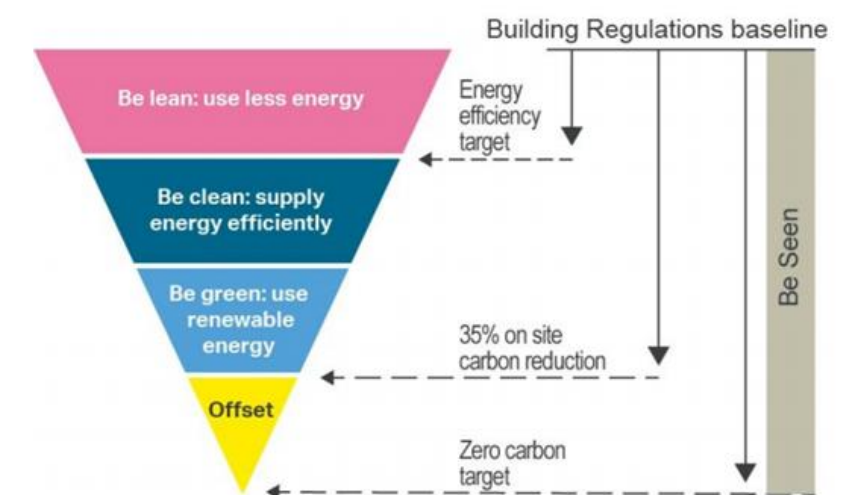 Building Regulations baseline
Be lean: use less energy
Energy
efficiency
target
Be clean: supply
energy efficiently
Be Seen
Be green: use
renewable
energy
35% on site
carbon reduction
Offset
Zero carbon
target